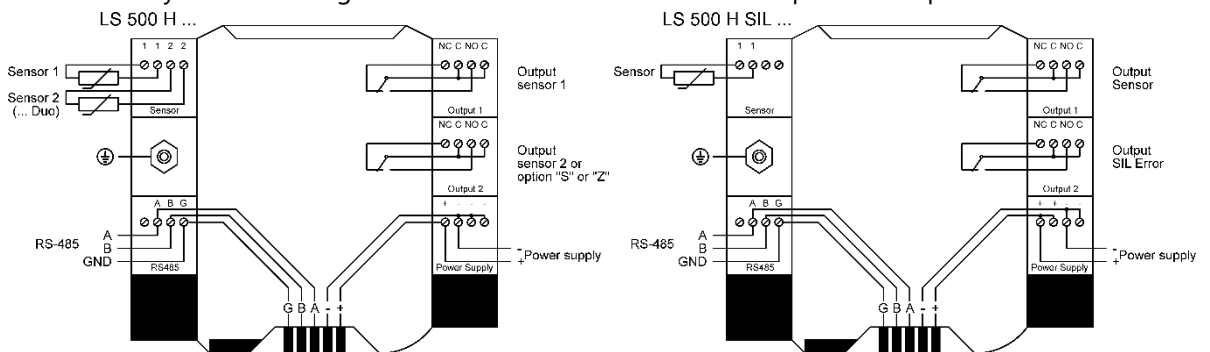 LS 500 H ...
1 1 2 2
Sensor 1
Sensor 2
(... Duo)
Sensor
NC C NO C
Output
sensor 1
Output 1
NC C NO C
Output
sensor 2 or
option "S" or "Z"
Output 2
A B G
RS-485
A
B
GND
RS485
+ - - -
-
+
Power supply
Power Supply
G B A - +
LS 500 H SIL ...
1 1
Sensor
Sensor
NC C NO C
Output
Sensor
Output 1
NC C NO C
Output
SIL Error
Output 2
A B G
RS-485
A
B
GND
RS485
+ + - -
-
+
Power supply
Power Supply
G B A - +